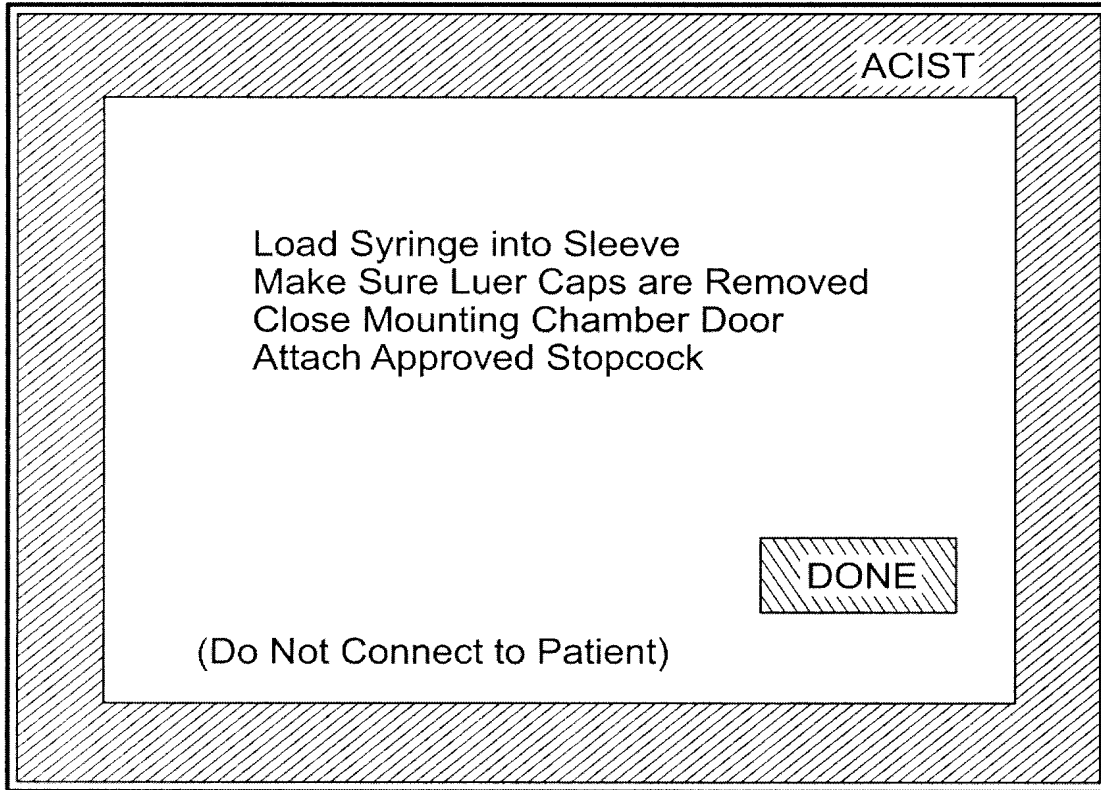 ACIST
Load Syringe into Sleeve
Make Sure Luer Caps are Removed
Close Mounting Chamber Door
Attach Approved Stopcock
DONE
(Do Not Connect to Patient)